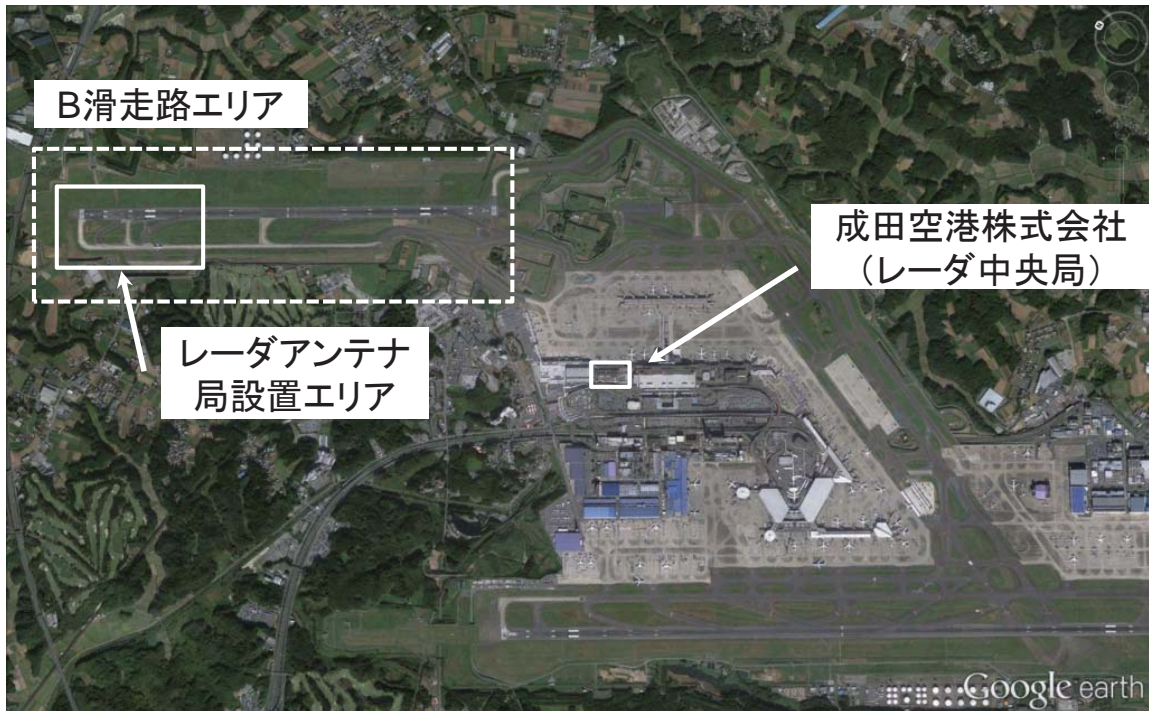 B滑走路エリア
成田空港株式会社
（レーダ中央局）
レーダアンテナ
局設置エリア
Google earth